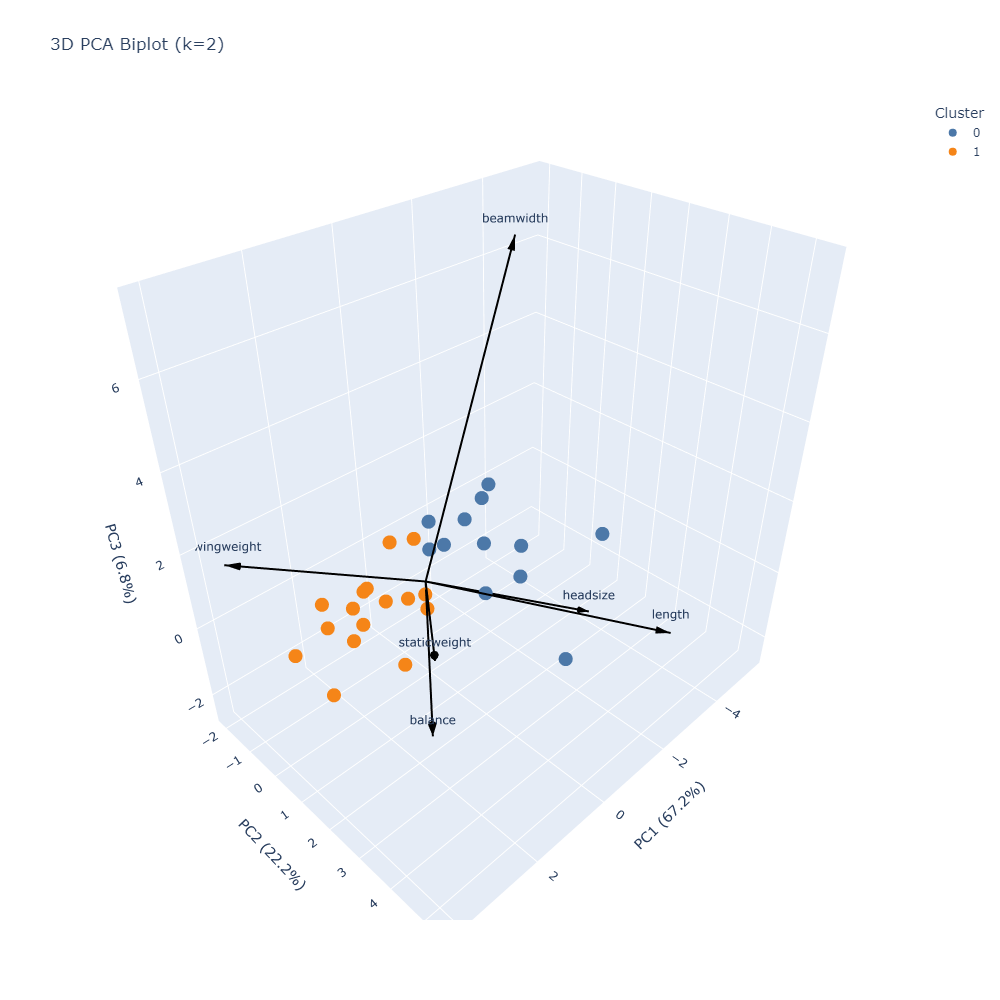 3D PCA Biplot (k=2)
Cluster
0
1
beamwidth
wingweight
headsize
length
staticweight
balance
6
4
2
0
−2
PC3 (6.8%)
−2
−1
0
1
2
3
4
PC2 (22.2%)
−4
−2
0
2
PC1 (67.2%)